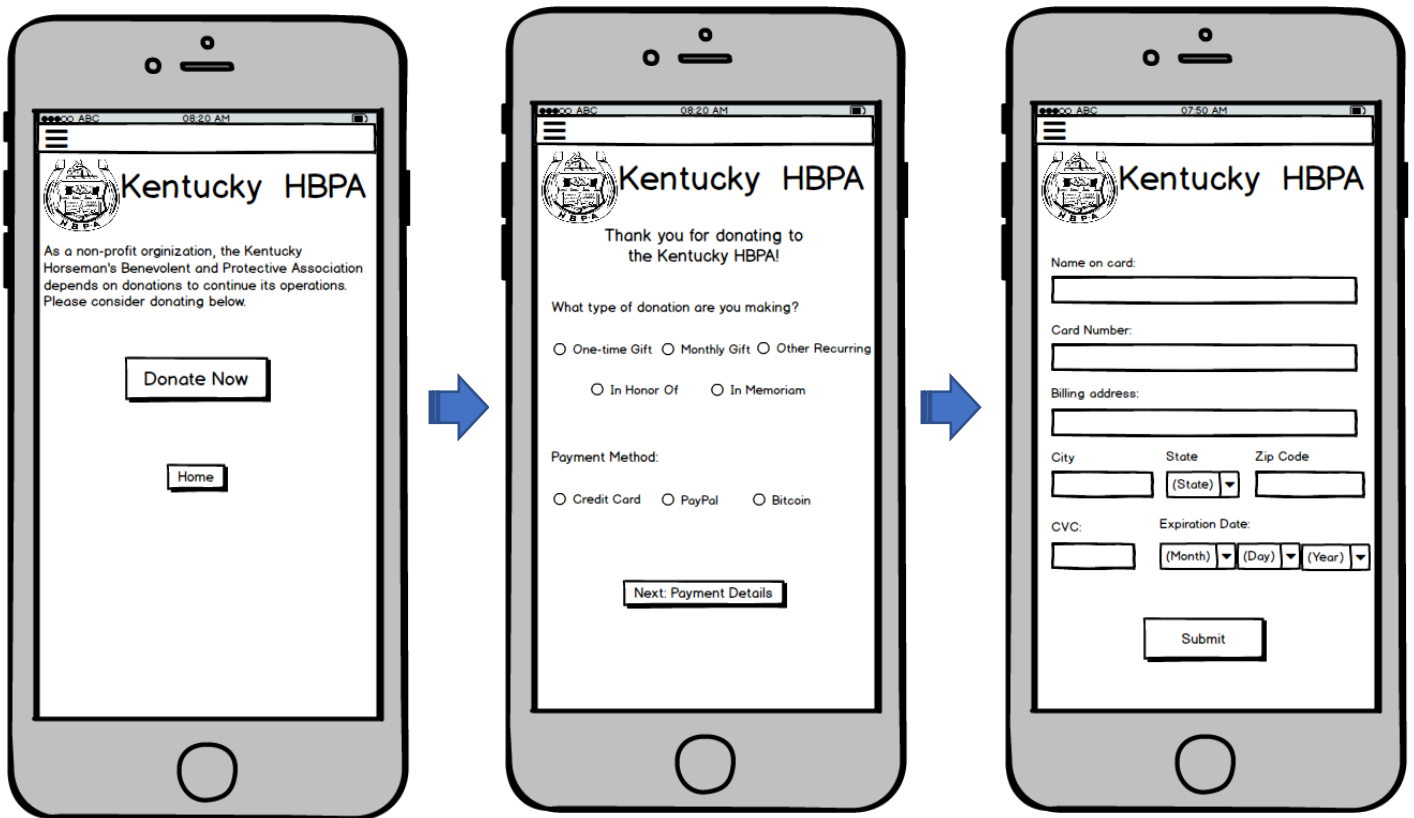 ABC 08:20 AM
HBPA
Kentucky HBPA
As a non-profit orginization, the Kentucky
Horseman's Benevolent and Protective Association
depends on donations to continue its operations.
Please consider donating below.
Donate Now
Home
ABC 08:20 AM
HBPA
Kentucky HBPA
Thank you for donating to
the Kentucky HBPA!
What type of donation are you making?
One-time Gift Monthly Gift Other Recurring
In Honor Of In Memoriam
Payment Method:
Credit Card PayPal Bitcoin
Next: Payment Details
ABC 07:50 AM
HBPA
Kentucky HBPA
Name on card:
Card Number:
Billing address:
City State Zip Code
(State)
CVC: Expiration Date:
(Month) (Day) (Year)
Submit